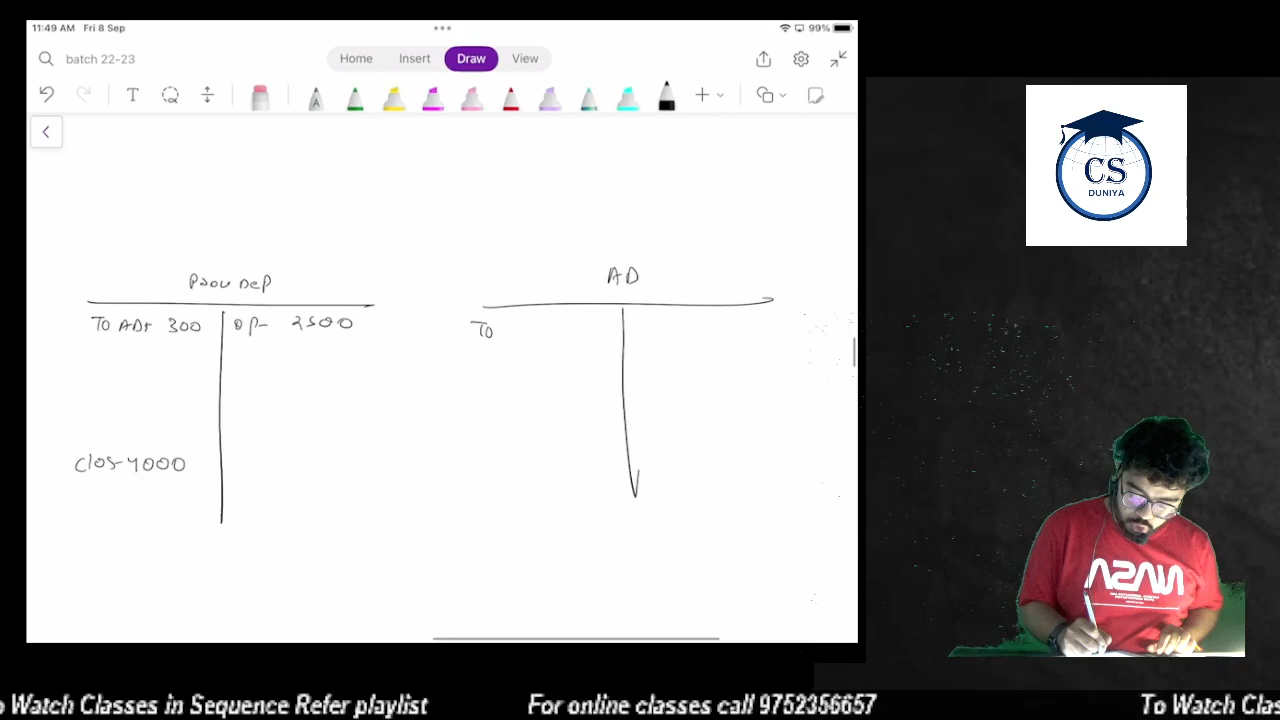 11:49 AM Fri 8 Sep
99%
batch 22-23
Home Insert Draw View
T
A
CS
DUNIYA
Prov Dep
AD
To AD+ 300 Op- 2500
To
Clos-4000
o Watch Classes in Sequence Refer playlist For online classes call 9752356657 To Watch Clas